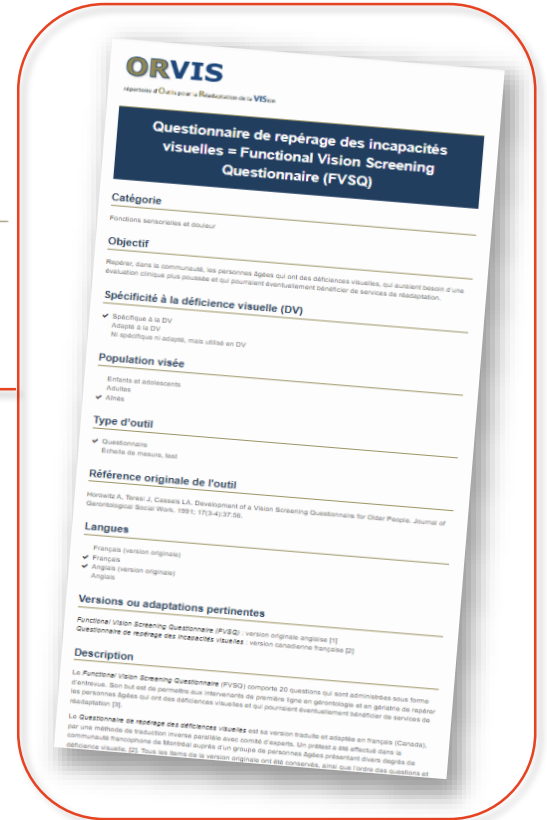 ORVIS
répertoire d'Outils pour la Réadaptation de la VISion
Questionnaire de repérage des incapacités
visuelles = Functional Vision Screening
Questionnaire (FVSQ)
Catégorie
Fonctions sensorielles et douleur
Objectif
Repérer, dans la communauté, les personnes âgées qui ont des déficiences visuelles, qui auraient besoin d'une
évaluation clinique plus poussée et qui pourraient éventuellement bénéficier de services de réadaptation.
Spécificité à la déficience visuelle (DV)
✔ Spécifique à la DV
Adapté à la DV
Ni spécifique ni adapté, mais utilisé en DV
Population visée
Enfants et adolescents
Adultes
✔ Aînés
Type d'outil
✔ Questionnaire
Échelle de mesure, test
Référence originale de l'outil
Horowitz A, Teresi J, Cassels LA. Development of a Vision Screening Questionnaire for Older People. Journal of
Gerontological Social Work. 1991; 17(3-4):37-56.
Langues
Français (version originale)
✔ Français
✔ Anglais (version originale)
Anglais
Versions ou adaptations pertinentes
Functional Vision Screening Questionnaire (FVSQ) : version originale anglaise [1]
Questionnaire de repérage des incapacités visuelles : version canadienne française [2]
Description
Le Functional Vision Screening Questionnaire (FVSQ) comporte 20 questions qui sont administrées sous forme
d'entrevue. Son but est de permettre aux intervenants de première ligne en gérontologie et en gériatrie de repérer
les personnes âgées qui ont des déficiences visuelles et qui pourraient éventuellement bénéficier de services de
réadaptation [3].
Le Questionnaire de repérage des déficiences visuelles est sa version traduite et adaptée en français (Canada),
par une méthode de traduction inverse parallèle avec comité d'experts. Un prétest a été effectué dans la
communauté francophone de Montréal auprès d'un groupe de personnes âgées présentant divers degrés de
déficience visuelle. [2]. Tous les items de la version originale ont été conservés, ainsi que l'ordre des questions et